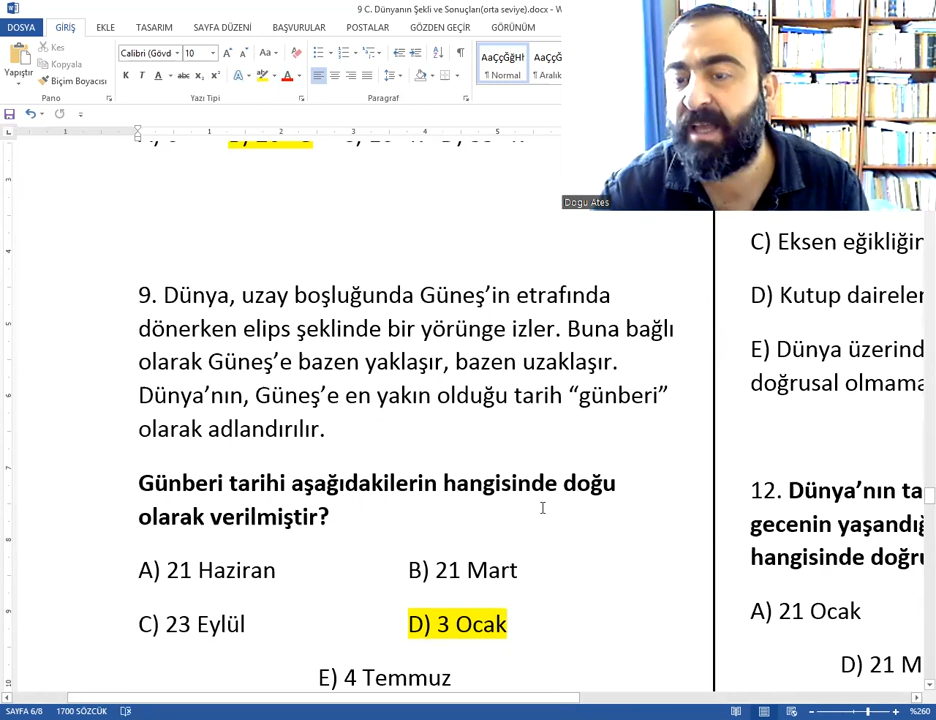 9 C. Dünyanın Şekli ve Sonuçları(orta seviye).docx - W
DOSYA GİRİŞ EKLE TASARIM SAYFA DÜZENİ BAŞVURULAR POSTALAR GÖZDEN GEÇİR GÖRÜNÜM
Yapıştır
Kes
Kopyala
Biçim Boyacısı
Calibri (Gövd 10
AaÇçĞğHł AaÇçĞ
¶ Normal ¶ Aralık
Pano Yazı Tipi Paragraf
Dogu Ates
9. Dünya, uzay boşluğunda Güneş’in etrafında
dönerken elips şeklinde bir yörünge izler. Buna bağlı
olarak Güneş’e bazen yaklaşır, bazen uzaklaşır.
Dünya’nın, Güneş’e en yakın olduğu tarih “günberi”
olarak adlandırılır.
Günberi tarihi aşağıdakilerin hangisinde doğu
olarak verilmiştir?
A) 21 Haziran B) 21 Mart
C) 23 Eylül D) 3 Ocak
E) 4 Temmuz
C) Eksen eğikliğin
D) Kutup daireler
E) Dünya üzerind
doğrusal olmama
12. Dünya’nın ta
gecenin yaşandığ
hangisinde doğru
A) 21 Ocak
D) 21 M
SAYFA 6/8 1700 SÖZCÜK %260